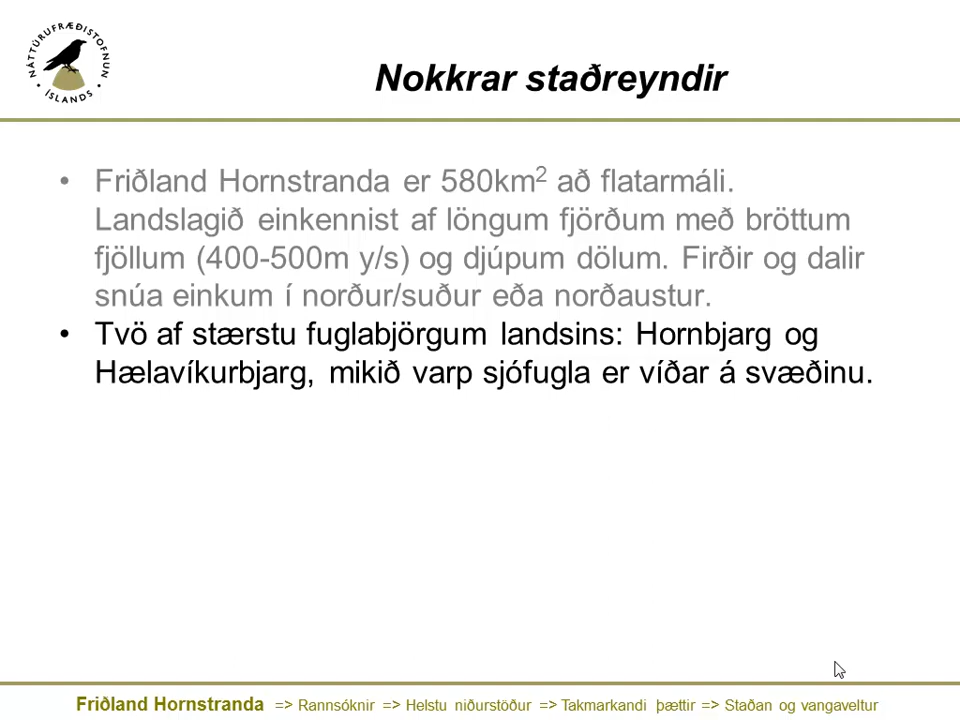 NÁTTÚRUFRÆÐISTOFNUN
• ÍSLANDS •
Nokkrar staðreyndir
• Friðland Hornstranda er 580km² að flatarmáli.
Landslagið einkennist af löngum fjörðum með bröttum
fjöllum (400-500m y/s) og djúpum dölum. Firðir og dalir
snúa einkum í norður/suður eða norðaustur.
• Tvö af stærstu fuglabjörgum landsins: Hornbjarg og
Hælavíkurbjarg, mikið varp sjófugla er víðar á svæðinu.
Friðland Hornstranda => Rannsóknir => Helstu niðurstöður => Takmarkandi þættir => Staðan og vangaveltur